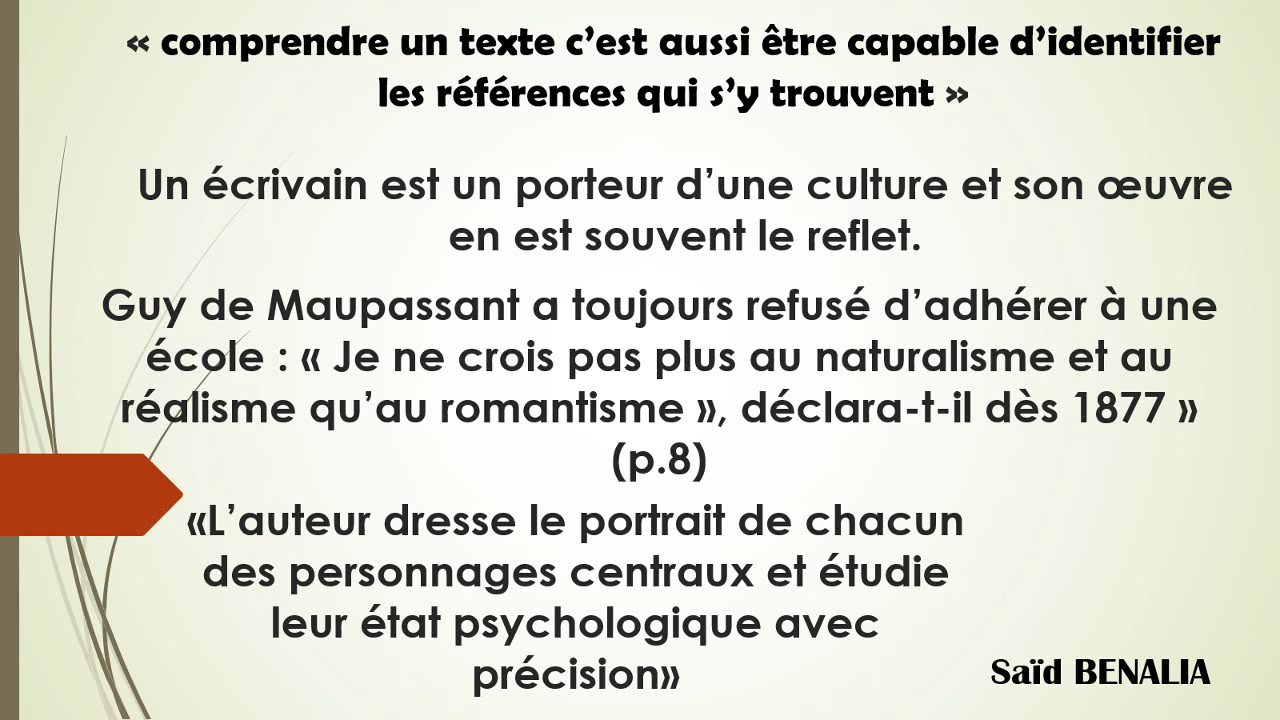 « comprendre un texte c’est aussi être capable d’identifier
les références qui s’y trouvent »
Un écrivain est un porteur d’une culture et son œuvre
en est souvent le reflet.
Guy de Maupassant a toujours refusé d’adhérer à une
école : « Je ne crois pas plus au naturalisme et au
réalisme qu’au romantisme », déclara-t-il dès 1877 »
(p.8)
«L’auteur dresse le portrait de chacun
des personnages centraux et étudie
leur état psychologique avec
précision»
Saïd BENALIA